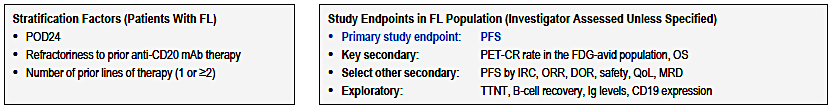 Stratification Factors (Patients With FL)
• POD24
• Refractoriness to prior anti-CD20 mAb therapy
• Number of prior lines of therapy (1 or ≥2)
Study Endpoints in FL Population (Investigator Assessed Unless Specified)
• Primary study endpoint: PFS
• Key secondary: PET-CR rate in the FDG-avid population, OS
• Select other secondary: PFS by IRC, ORR, DOR, safety, QoL, MRD
• Exploratory: TTNT, B-cell recovery, Ig levels, CD19 expression